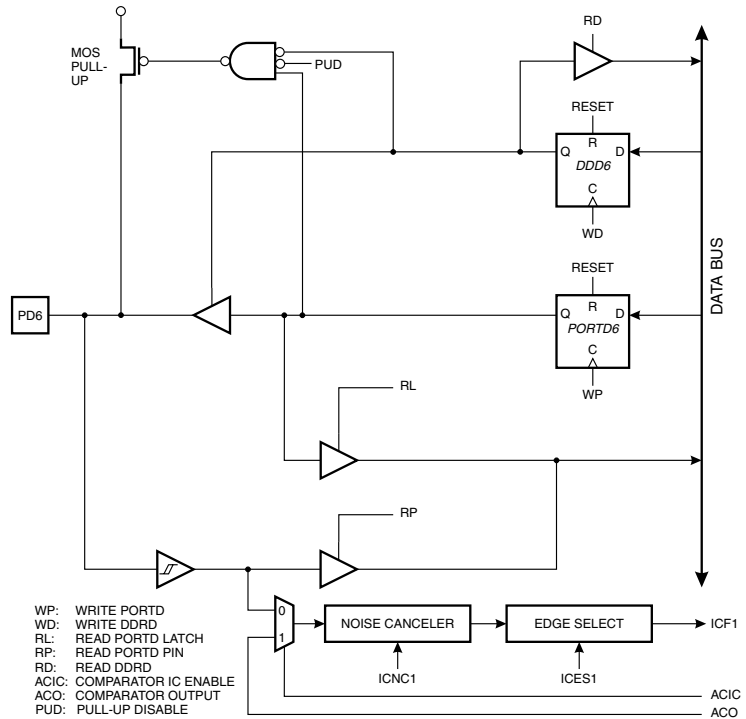 RD
MOS
PULL-
UP
PUD
RESET
R
Q
D
DDD6
C
WD
DATA BUS
RESET
R
Q
D
PD6
PORTD6
C
WP
RL
RP
WP: WRITE PORTD
WD: WRITE DDRD
RL: READ PORTD LATCH
RP: READ PORTD PIN
RD: READ DDRD
ACIC: COMPARATOR IC ENABLE
ACO: COMPARATOR OUTPUT
PUD: PULL-UP DISABLE
0
1
NOISE CANCELER
EDGE SELECT
ICF1
ICNC1
ICES1
ACIC
ACO